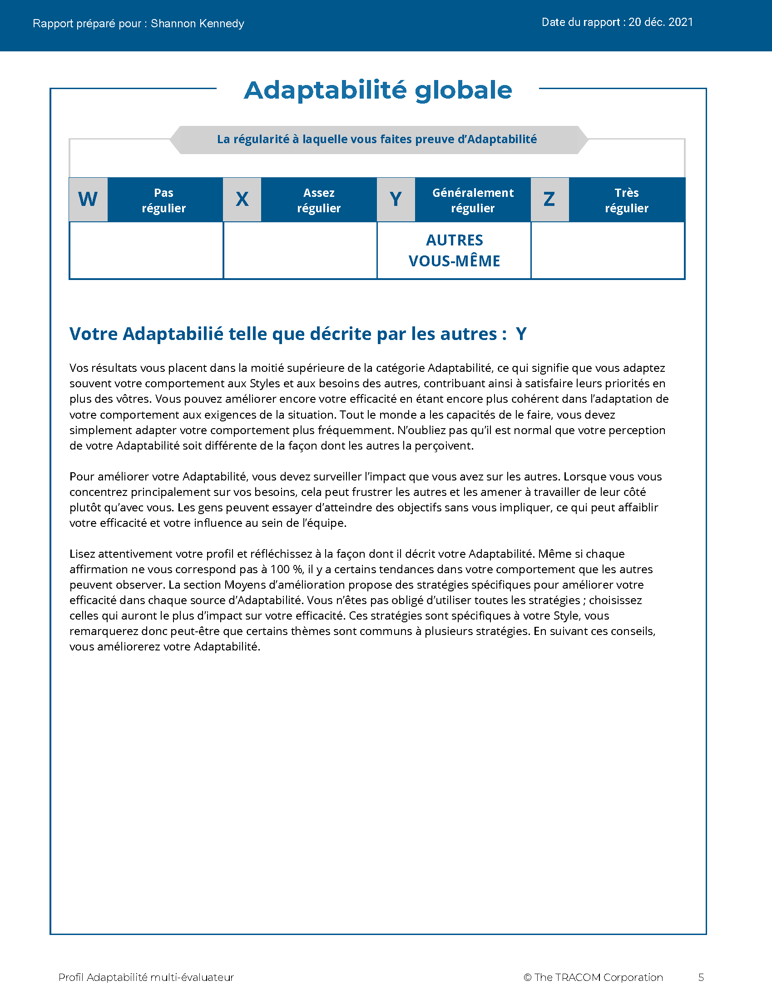 Rapport préparé pour : Shannon Kennedy
Date du rapport : 20 déc. 2021
Adaptabilité globale
La régularité à laquelle vous faites preuve d’Adaptabilité
W
Pas
régulier
X
Assez
régulier
Y
Généralement
régulier
Z
Très
régulier
AUTRES
VOUS-MÊME
Votre Adaptabilié telle que décrite par les autres : Y
Vos résultats vous placent dans la moitié supérieure de la catégorie Adaptabilité, ce qui signifie que vous adaptez
souvent votre comportement aux Styles et aux besoins des autres, contribuant ainsi à satisfaire leurs priorités en
plus des vôtres. Vous pouvez améliorer encore votre efficacité en étant encore plus cohérent dans l’adaptation de
votre comportement aux exigences de la situation. Tout le monde a les capacités de le faire, vous devez
simplement adapter votre comportement plus fréquemment. N’oubliez pas qu’il est normal que votre perception
de votre Adaptabilité soit différente de la façon dont les autres la perçoivent.
Pour améliorer votre Adaptabilité, vous devez surveiller l’impact que vous avez sur les autres. Lorsque vous vous
concentrez principalement sur vos besoins, cela peut frustrer les autres et les amener à travailler de leur côté
plutôt qu’avec vous. Les gens peuvent essayer d’atteindre des objectifs sans vous impliquer, ce qui peut affaiblir
votre efficacité et votre influence au sein de l’équipe.
Lisez attentivement votre profil et réfléchissez à la façon dont il décrit votre Adaptabilité. Même si chaque
affirmation ne vous correspond pas à 100 %, il y a certains tendances dans votre comportement que les autres
peuvent observer. La section Moyens d’amélioration propose des stratégies spécifiques pour améliorer votre
efficacité dans chaque source d’Adaptabilité. Vous n’êtes pas obligé d’utiliser toutes les stratégies ; choisissez
celles qui auront le plus d’impact sur votre efficacité. Ces stratégies sont spécifiques à votre Style, vous
remarquerez donc peut-être que certains thèmes sont communs à plusieurs stratégies. En suivant ces conseils,
vous améliorerez votre Adaptabilité.
Profil Adaptabilité multi-évaluateur
© The TRACOM Corporation
5